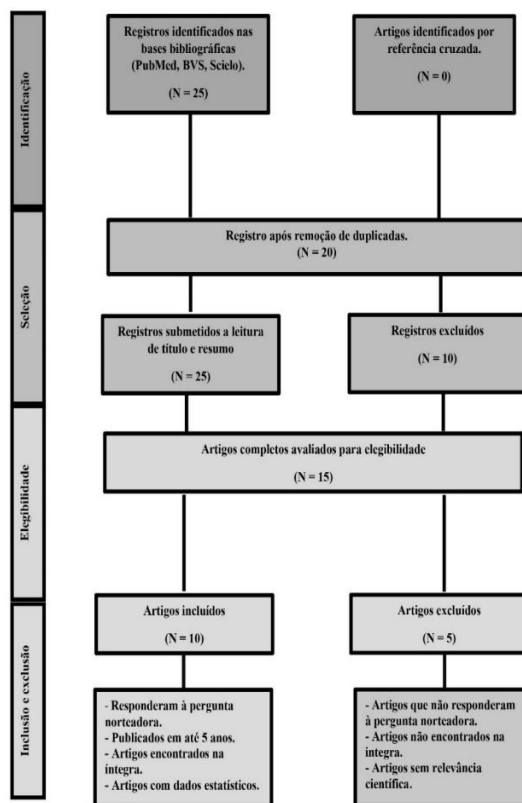 Identificação
Registros identificados nas
bases bibliográficas
(PubMed, BVS, Scielo).
(N = 25)
Artigos identificados por
referência cruzada.
(N = 0)
Seleção
Registro após remoção de duplicadas.
(N = 20)
Registros submetidos a leitura
de título e resumo
(N = 25)
Registros excluídos
(N = 10)
Elegibilidade
Artigos completos avaliados para elegibilidade
(N = 15)
Inclusão e exclusão
Artigos incluídos
(N = 10)
Artigos excluídos
(N = 5)
- Responderam à pergunta
norteadora.
- Publicados em até 5 anos.
- Artigos encontrados na
íntegra.
- Artigos com dados estatísticos.
- Artigos que não responderam
à pergunta norteadora.
- Artigos não encontrados na
íntegra.
- Artigos sem relevância
científica.